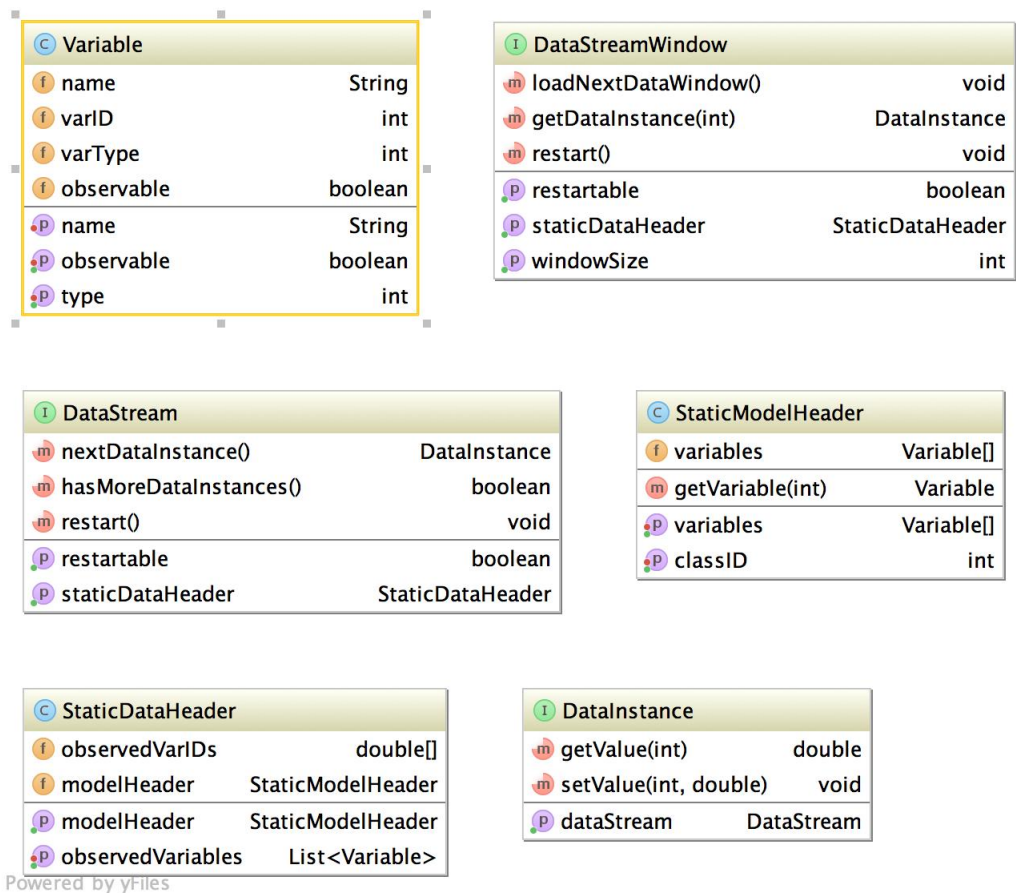 C Variable
f name String
f varID int
f varType int
f observable boolean
p name String
p observable boolean
p type int
I DataStreamWindow
m loadNextDataWindow() void
m getDataInstance(int) DataInstance
m restart() void
p restartable boolean
p staticDataHeader StaticDataHeader
p windowSize int
I DataStream
m nextDataInstance() DataInstance
m hasMoreDataInstances() boolean
m restart() void
p restartable boolean
p staticDataHeader StaticDataHeader
C StaticModelHeader
f variables Variable[]
m getVariable(int) Variable
p variables Variable[]
p classID int
C StaticDataHeader
f observedVarIDs double[]
f modelHeader StaticModelHeader
p modelHeader StaticModelHeader
p observedVariables List<Variable>
I DataInstance
m getValue(int) double
m setValue(int, double) void
p dataStream DataStream
Powered by yFiles